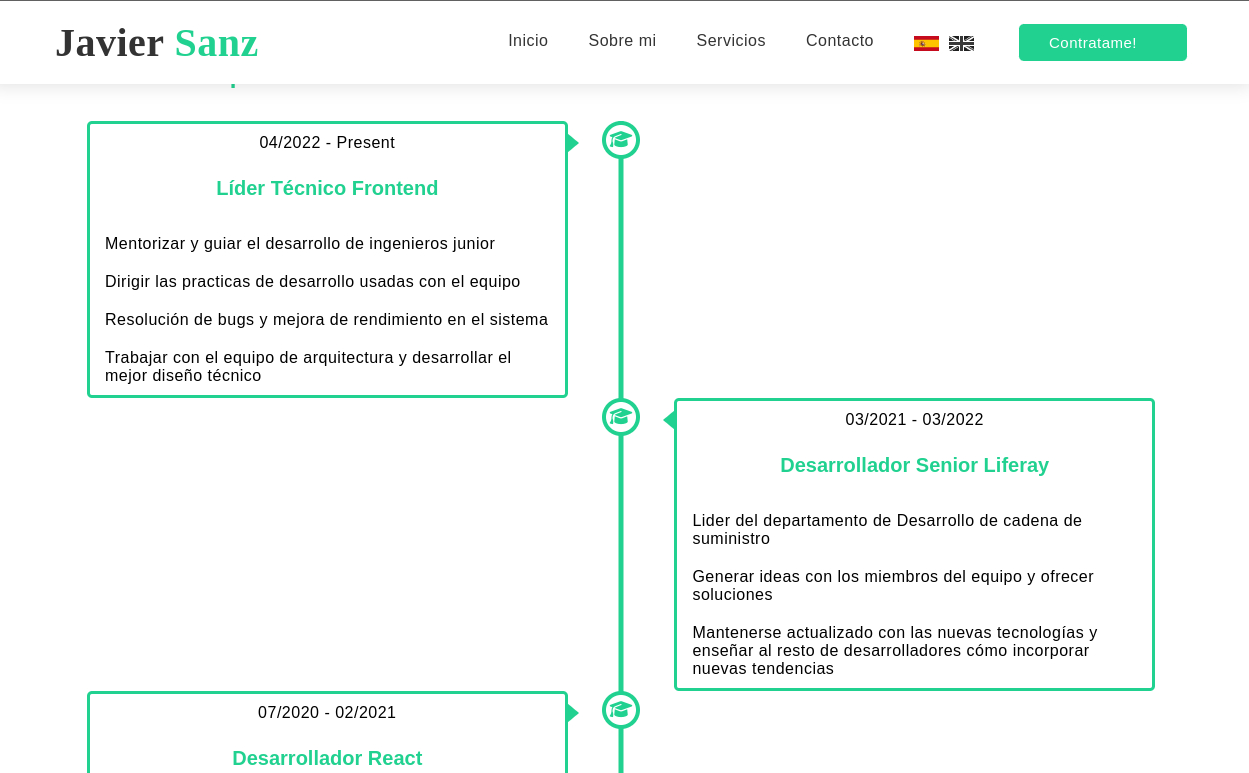 Javier Sanz
Inicio
Sobre mi
Servicios
Contacto
Contratame!
04/2022 - Present
Líder Técnico Frontend
Mentorizar y guiar el desarrollo de ingenieros junior
Dirigir las practicas de desarrollo usadas con el equipo
Resolución de bugs y mejora de rendimiento en el sistema
Trabajar con el equipo de arquitectura y desarrollar el
mejor diseño técnico
03/2021 - 03/2022
Desarrollador Senior Liferay
Lider del departamento de Desarrollo de cadena de
suministro
Generar ideas con los miembros del equipo y ofrecer
soluciones
Mantenerse actualizado con las nuevas tecnologías y
enseñar al resto de desarrolladores cómo incorporar
nuevas tendencias
07/2020 - 02/2021
Desarrollador React